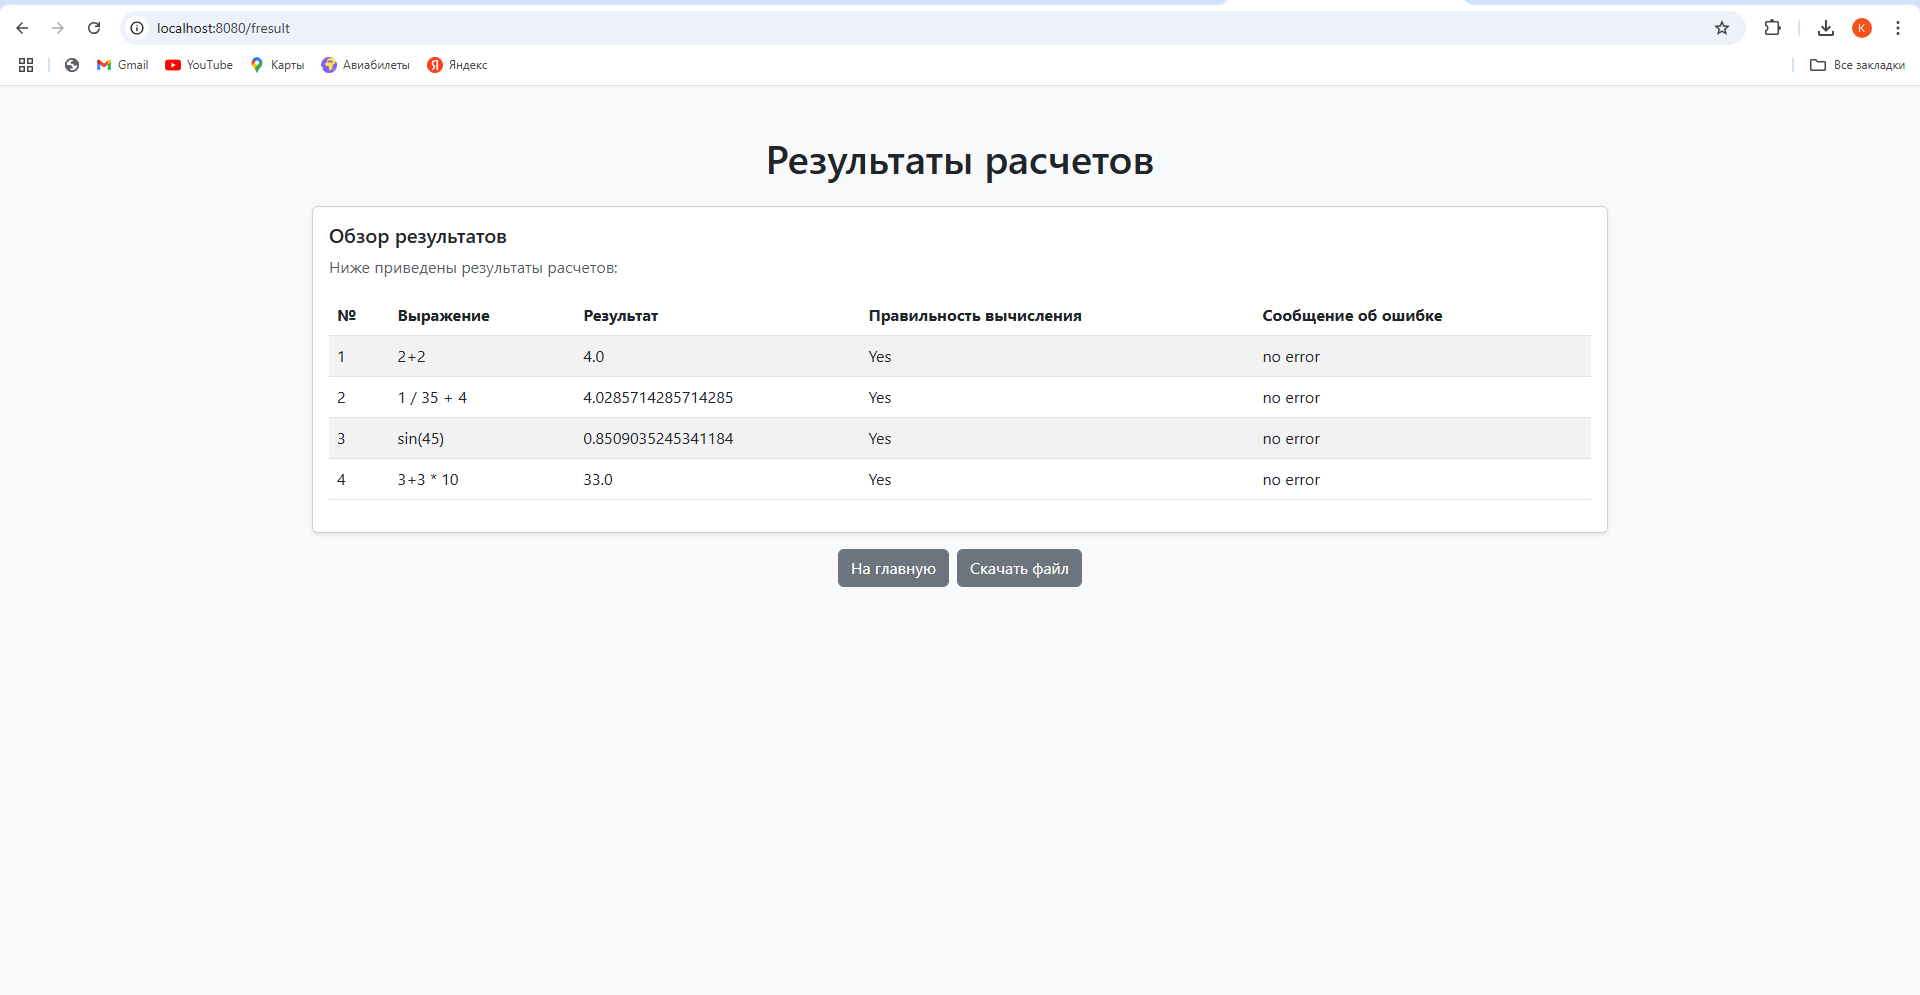 localhost:8080/fresult
K
Gmail YouTube Карты Авиабилеты Я Яндекс Все закладки
Результаты расчетов
Обзор результатов
Ниже приведены результаты расчетов:
№ Выражение Результат Правильность вычисления Сообщение об ошибке
1 2+2 4.0 Yes no error
2 1 / 35 + 4 4.0285714285714285 Yes no error
3 sin(45) 0.8509035245341184 Yes no error
4 3+3 * 10 33.0 Yes no error
На главную Скачать файл